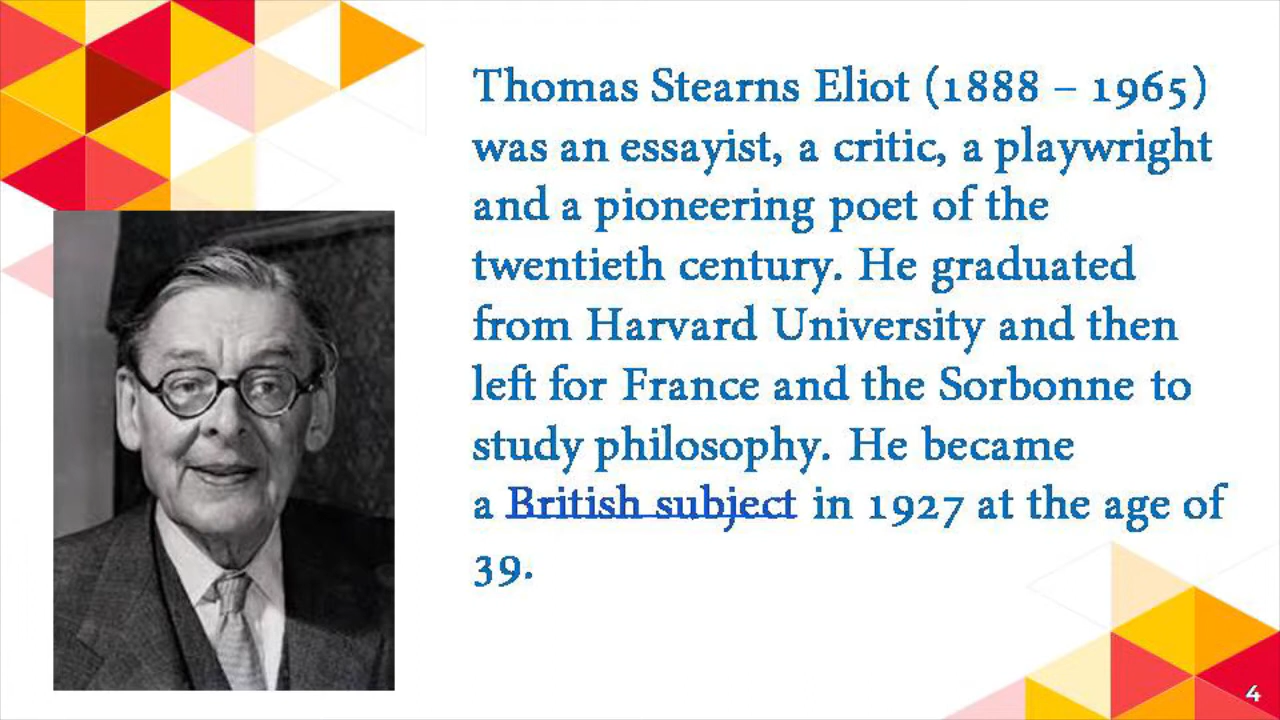 Thomas Stearns Eliot (1888 – 1965)
was an essayist, a critic, a playwright
and a pioneering poet of the
twentieth century. He graduated
from Harvard University and then
left for France and the Sorbonne to
study philosophy. He became
a British subject in 1927 at the age of
39.
4